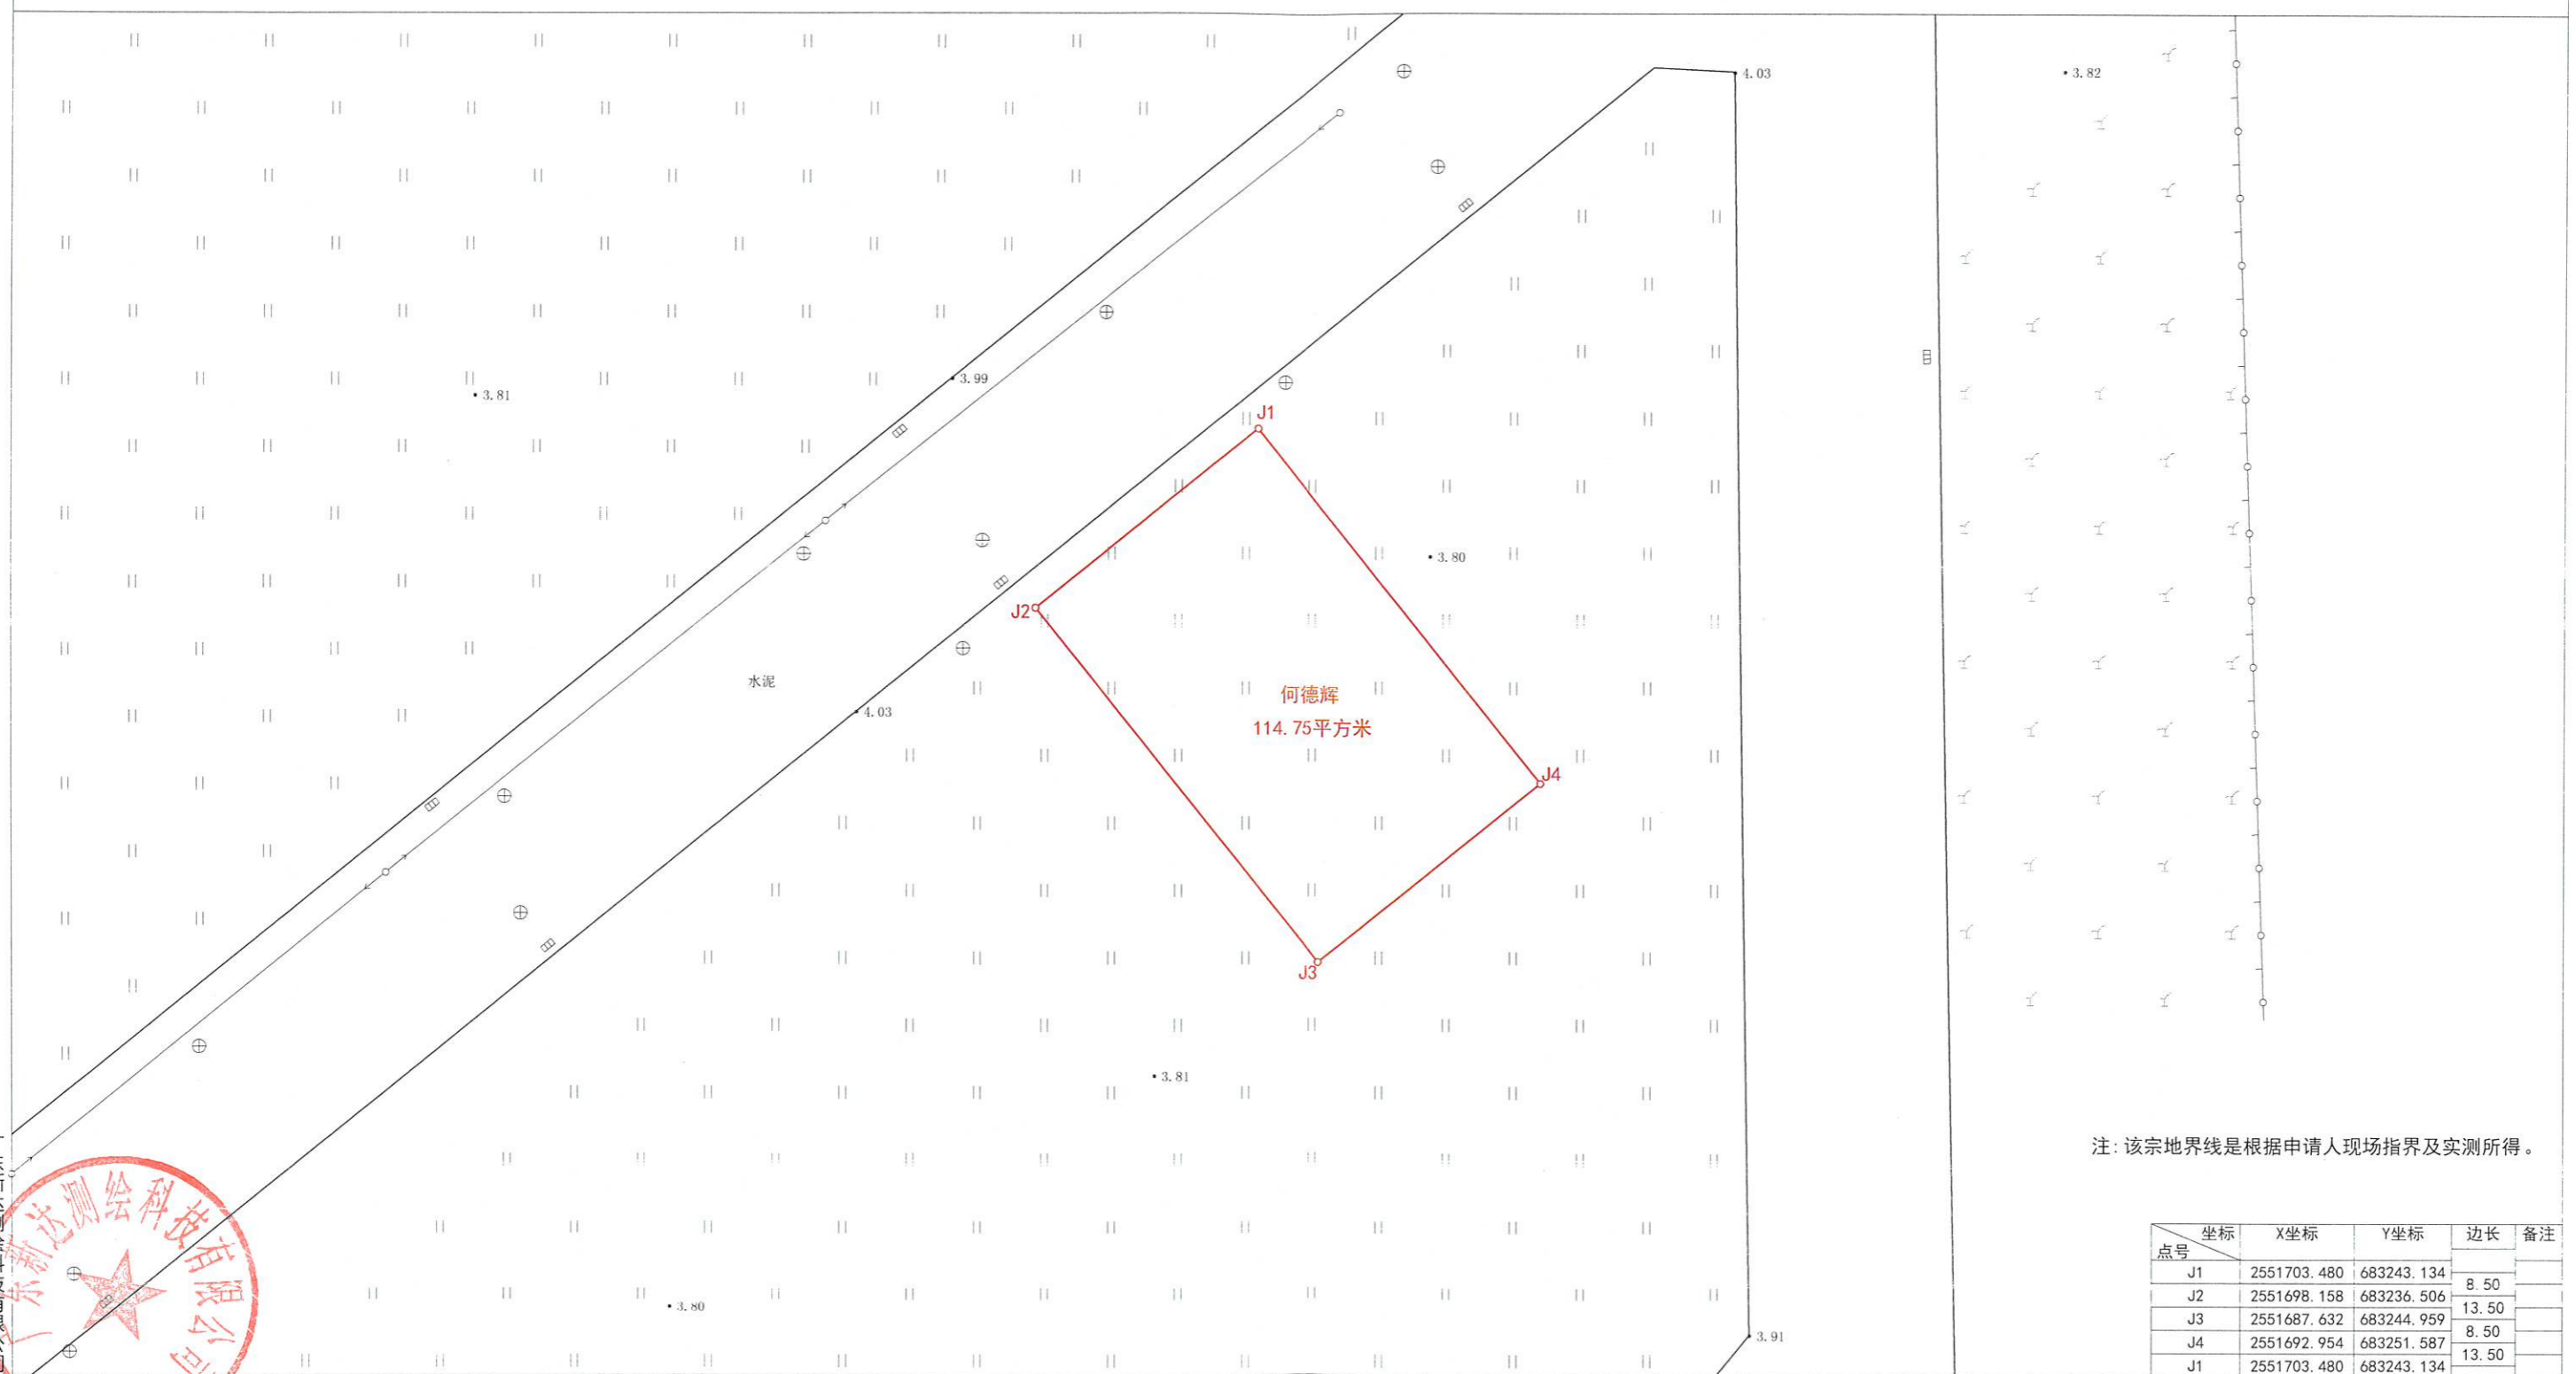 4.03
3.82
3.99
3.81
J1
3.80
J2
水泥
何德辉
4.03
114.75平方米
J4
J3
3.81
注:该宗地界线是根据申请人现场指界及实测所得。
广东新达测绘科技有限公司
3.80
3.91
坐标 点号 X坐标 Y坐标 边长 备注
J1 2551703.480 683243.134
8.50
J2 2551698.158 683236.506
13.50
J3 2551687.632 683244.959
8.50
J4 2551692.954 683251.587
13.50
J1 2551703.480 683243.134